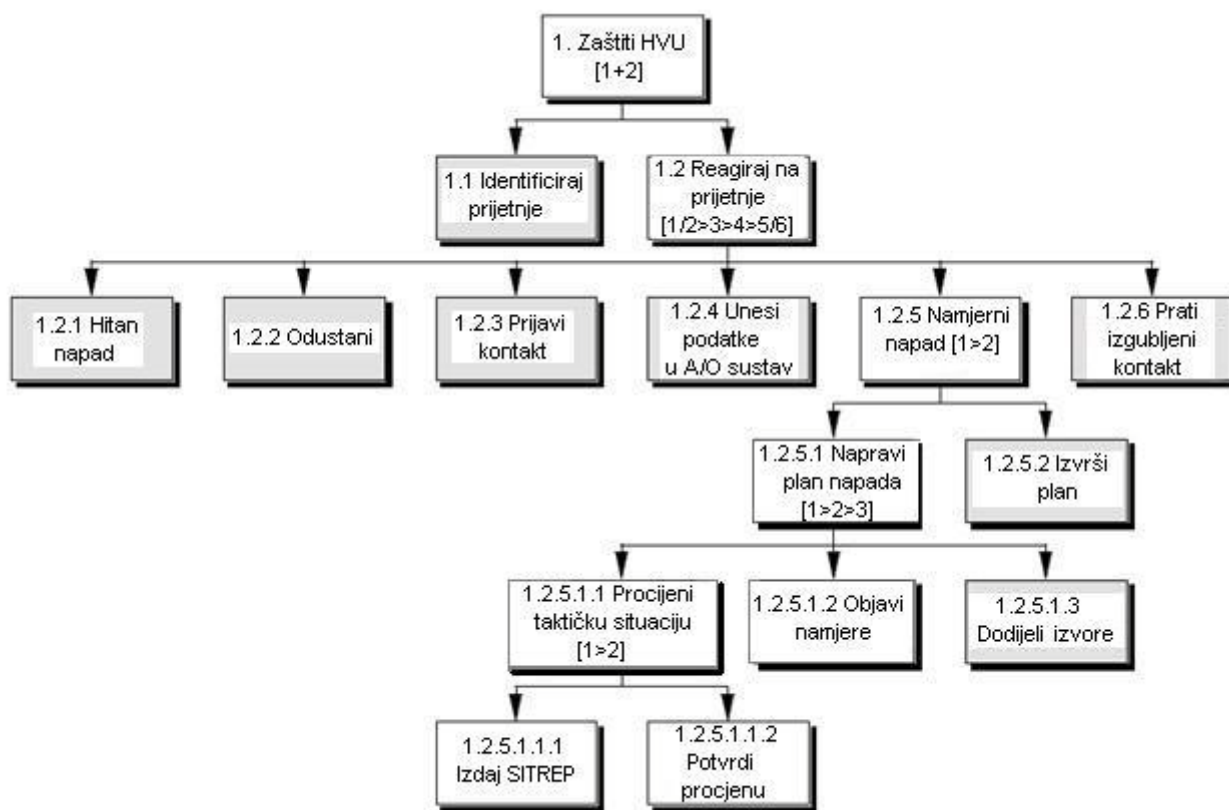 1. Zaštiti HVU
[1+2]
1.1 Identificiraj
prijetnje
1.2 Reagiraj na
prijetnje
[1/2>3>4>5/6]
1.2.1 Hitan
napad
1.2.2 Odustani
1.2.3 Prijavi
kontakt
1.2.4 Unesi
podatke
u A/O sustav
1.2.5 Namjerni
napad [1>2]
1.2.6 Prati
izgubljeni
kontakt
1.2.5.1 Napravi
plan napada
[1>2>3]
1.2.5.2 Izvrši
plan
1.2.5.1.1 Procijeni
taktičku situaciju
[1>2]
1.2.5.1.2 Objavi
namjere
1.2.5.1.3
Dodijeli izvore
1.2.5.1.1.1
Izdaj SITREP
1.2.5.1.1.2
Potvrdi
procjenu